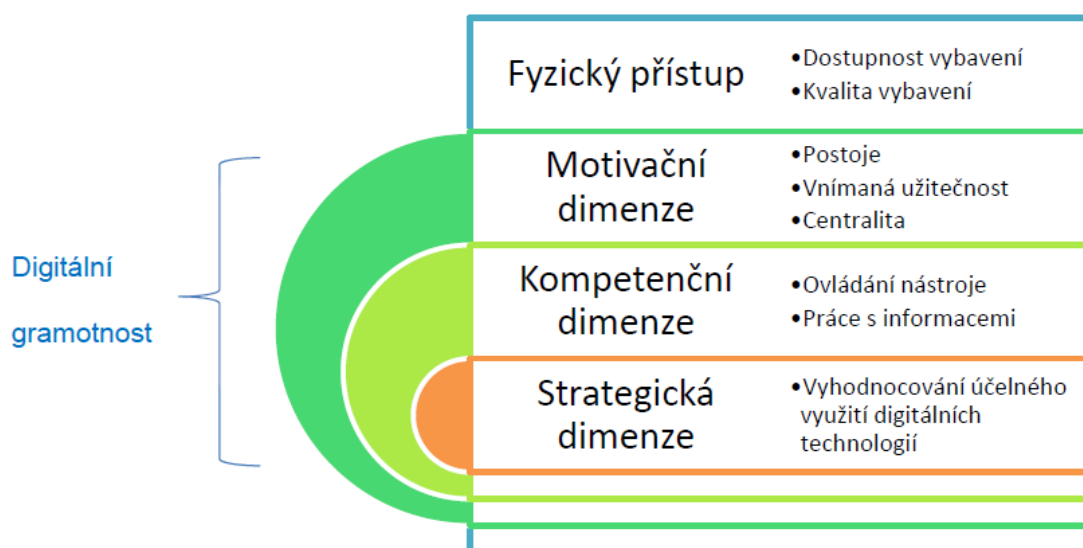 Fyzický přístup
•Dostupnost vybavení
•Kvalita vybavení
Motivační
dimenze
•Postoje
•Vnímaná užitečnost
•Centralita
Digitální
gramotnost
Kompetenční
dimenze
•Ovládání nástroje
•Práce s informacemi
Strategická
dimenze
•Vyhodnocování účelného
využití digitálních
technologií